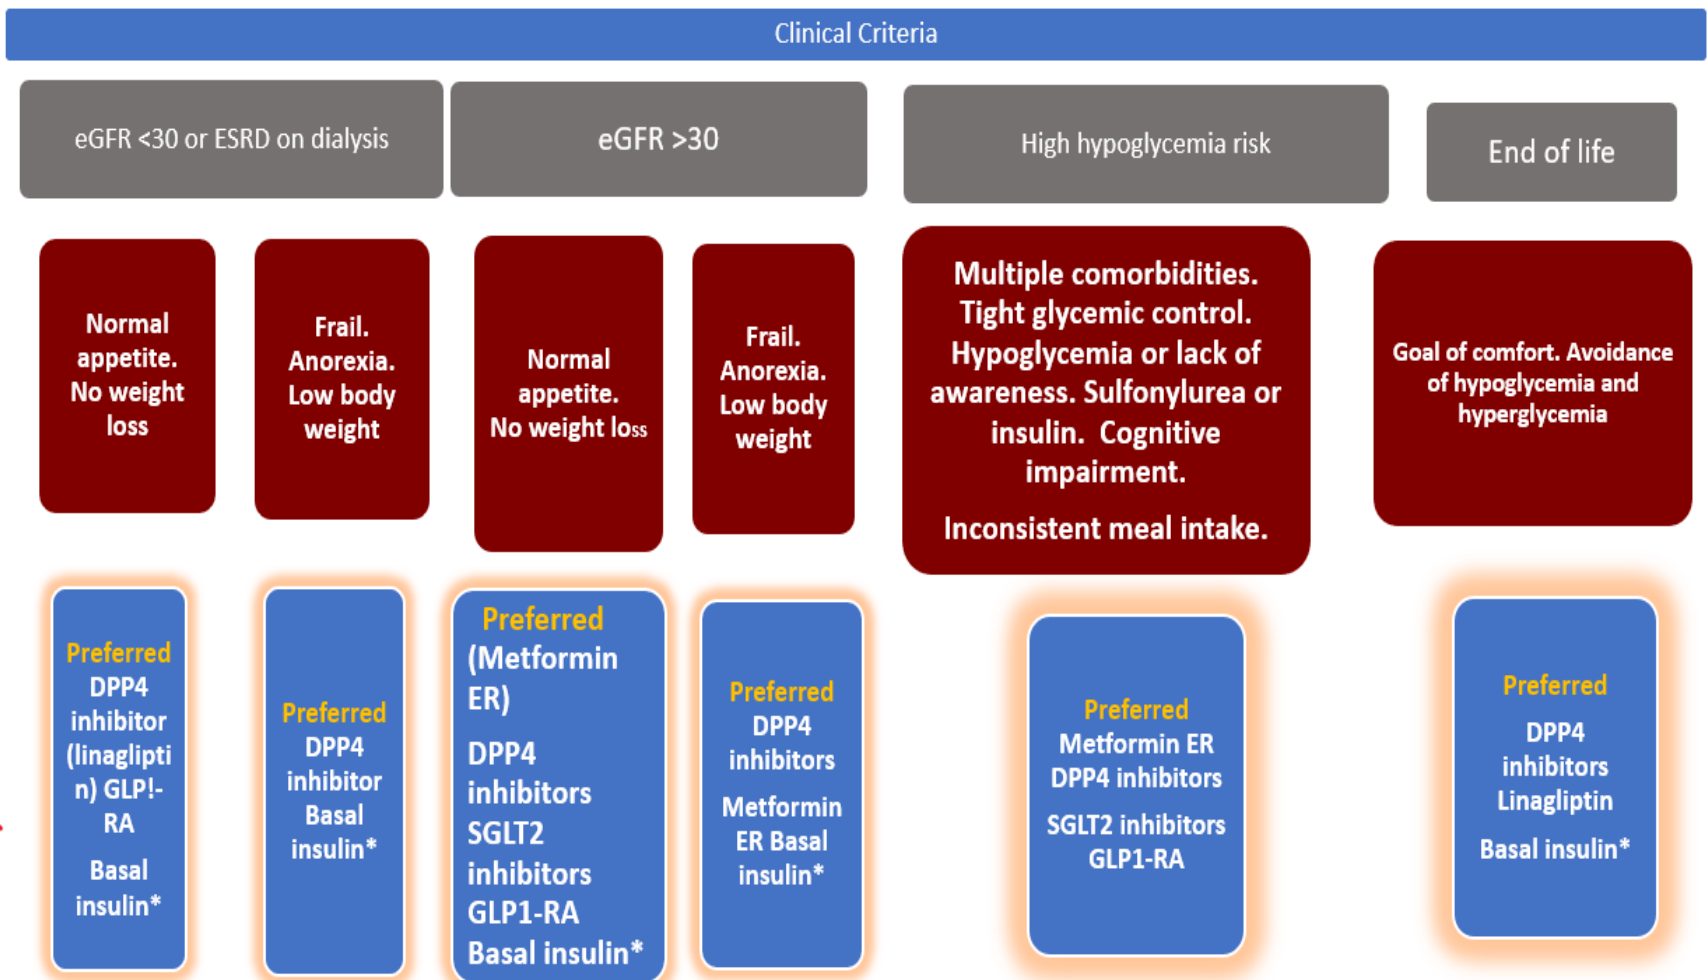 Clinical Criteria
eGFR <30 or ESRD on dialysis
eGFR >30
High hypoglycemia risk
End of life
Normal
appetite.
No weight
loss
Frail.
Anorexia.
Low body
weight
Normal
appetite.
No weight loss
Frail.
Anorexia.
Low body
weight
Multiple comorbidities.
Tight glycemic control.
Hypoglycemia or lack of
awareness. Sulfonylurea or
insulin. Cognitive
impairment.
Inconsistent meal intake.
Goal of comfort. Avoidance
of hypoglycemia and
hyperglycemia
Preferred
DPP4
inhibitor
(linaglipti
n) GLP!-
RA
Basal
insulin*
Preferred
DPP4
inhibitor
Basal
insulin*
Preferred
(Metformin
ER)
DPP4
inhibitors
SGLT2
inhibitors
GLP1-RA
Basal insulin*
Preferred
DPP4
inhibitors
Metformin
ER Basal
insulin*
Preferred
Metformin ER
DPP4 inhibitors
SGLT2 inhibitors
GLP1-RA
Preferred
DPP4
inhibitors
Linagliptin
Basal insulin*